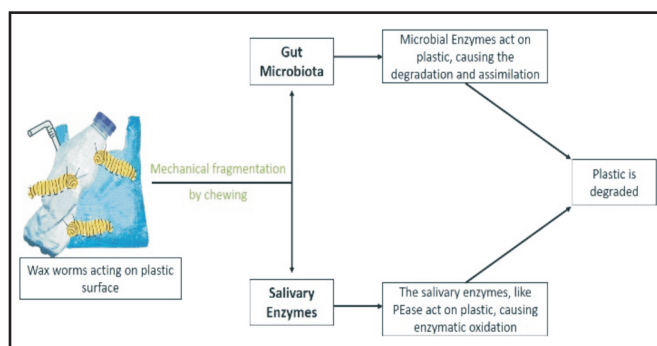 Gut
Microbiota
Microbial Enzymes act on
plastic, causing the
degradation and assimilation
Mechanical fragmentation
by chewing
Plastic is
degraded
Wax worms acting on plastic
surface
Salivary
Enzymes
The salivary enzymes, like
PEase act on plastic, causing
enzymatic oxidation